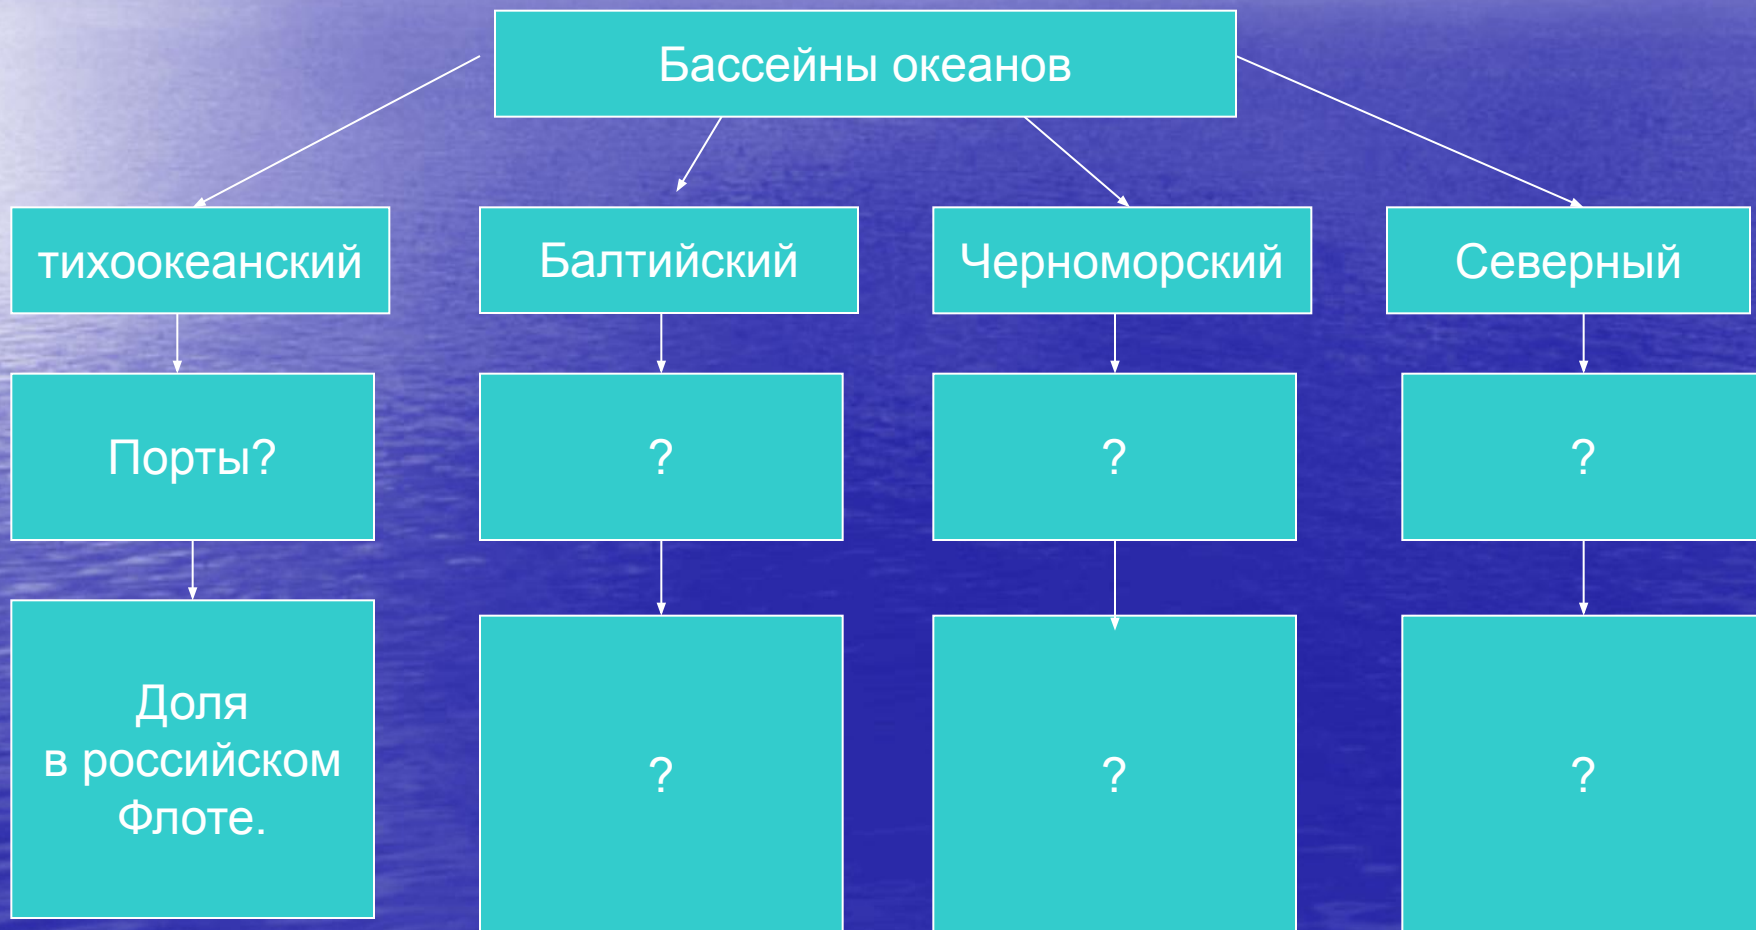 Бассейны океанов
тихоокеанский
Балтийский
Черноморский
Северный
Порты?
?
?
?
Доля
в российском
Флоте.
?
?
?